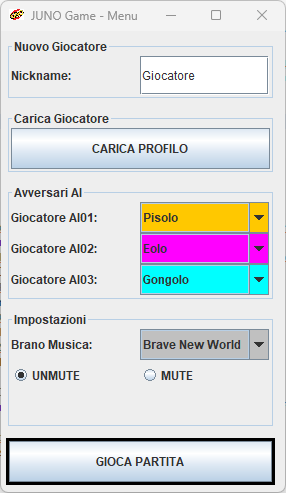 JUNO Game - Menu
Nuovo Giocatore
Nickname: Giocatore
Carica Giocatore
CARICA PROFILO
Avversari AI
Giocatore AI01: Pisolo
Giocatore AI02: Eolo
Giocatore AI03: Gongolo
Impostazioni
Brano Musica: Brave New World
UNMUTE MUTE
GIOCA PARTITA